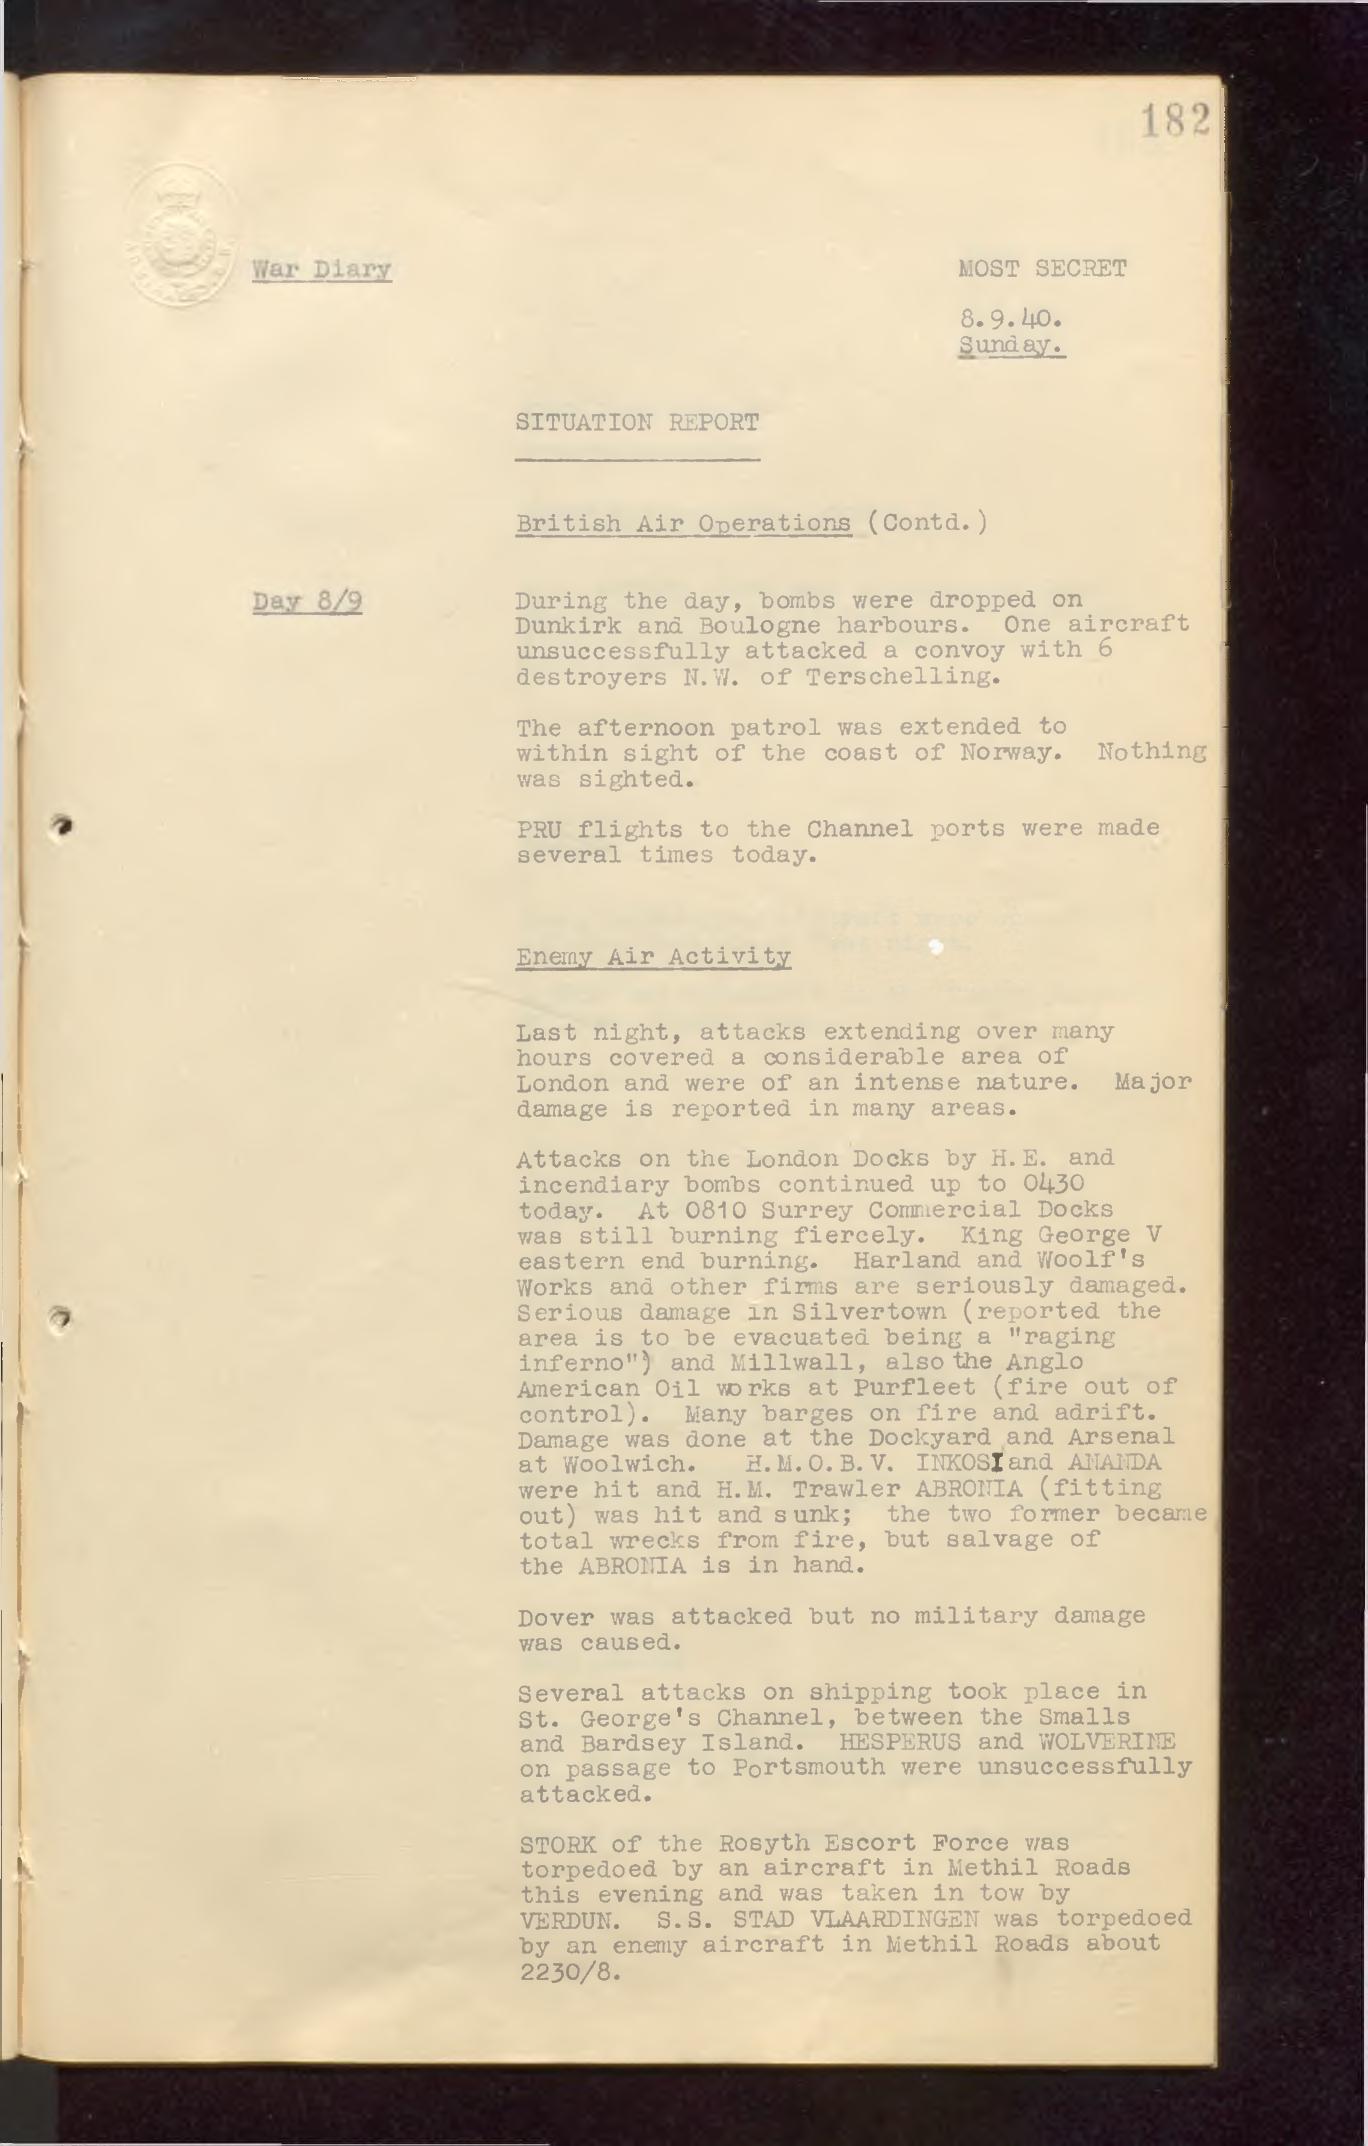 182
War Diary
MOST SECRET
8.9.40.
Sunday.
SITUATION REPORT
British Air Operations (Contd.)
Day 8/9
During the day, bombs were dropped on
Dunkirk and Boulogne harbours. One aircraft
unsuccessfully attacked a convoy with 6
destroyers N.W. of Terschelling.
The afternoon patrol was extended to
within sight of the coast of Norway. Nothing
was sighted.
PRU flights to the Channel ports were made
several times today.
Enemy Air Activity
Last night, attacks extending over many
hours covered a considerable area of
London and were of an intense nature. Major
damage is reported in many areas.
Attacks on the London Docks by H.E. and
incendiary bombs continued up to 0430
today. At 0810 Surrey Commercial Docks
was still burning fiercely. King George V
eastern end burning. Harland and Woolf's
Works and other firms are seriously damaged.
Serious damage in Silvertown (reported the
area is to be evacuated being a "raging
inferno") and Millwall, also the Anglo
American Oil works at Purfleet (fire out of
control). Many barges on fire and adrift.
Damage was done at the Dockyard and Arsenal
at Woolwich. H.M.O.B.V. INKOSI and ANANDA
were hit and H.M. Trawler ABRONIA (fitting
out) was hit and sunk; the two former became
total wrecks from fire, but salvage of
the ABRONIA is in hand.
Dover was attacked but no military damage
was caused.
Several attacks on shipping took place in
St. George's Channel, between the Smalls
and Bardsey Island. HESPERUS and WOLVERINE
on passage to Portsmouth were unsuccessfully
attacked.
STORK of the Rosyth Escort Force was
torpedoed by an aircraft in Methil Roads
this evening and was taken in tow by
VERDUN. S.S. STAD VLAARDINGEN was torpedoed
by an enemy aircraft in Methil Roads about
2230/8.